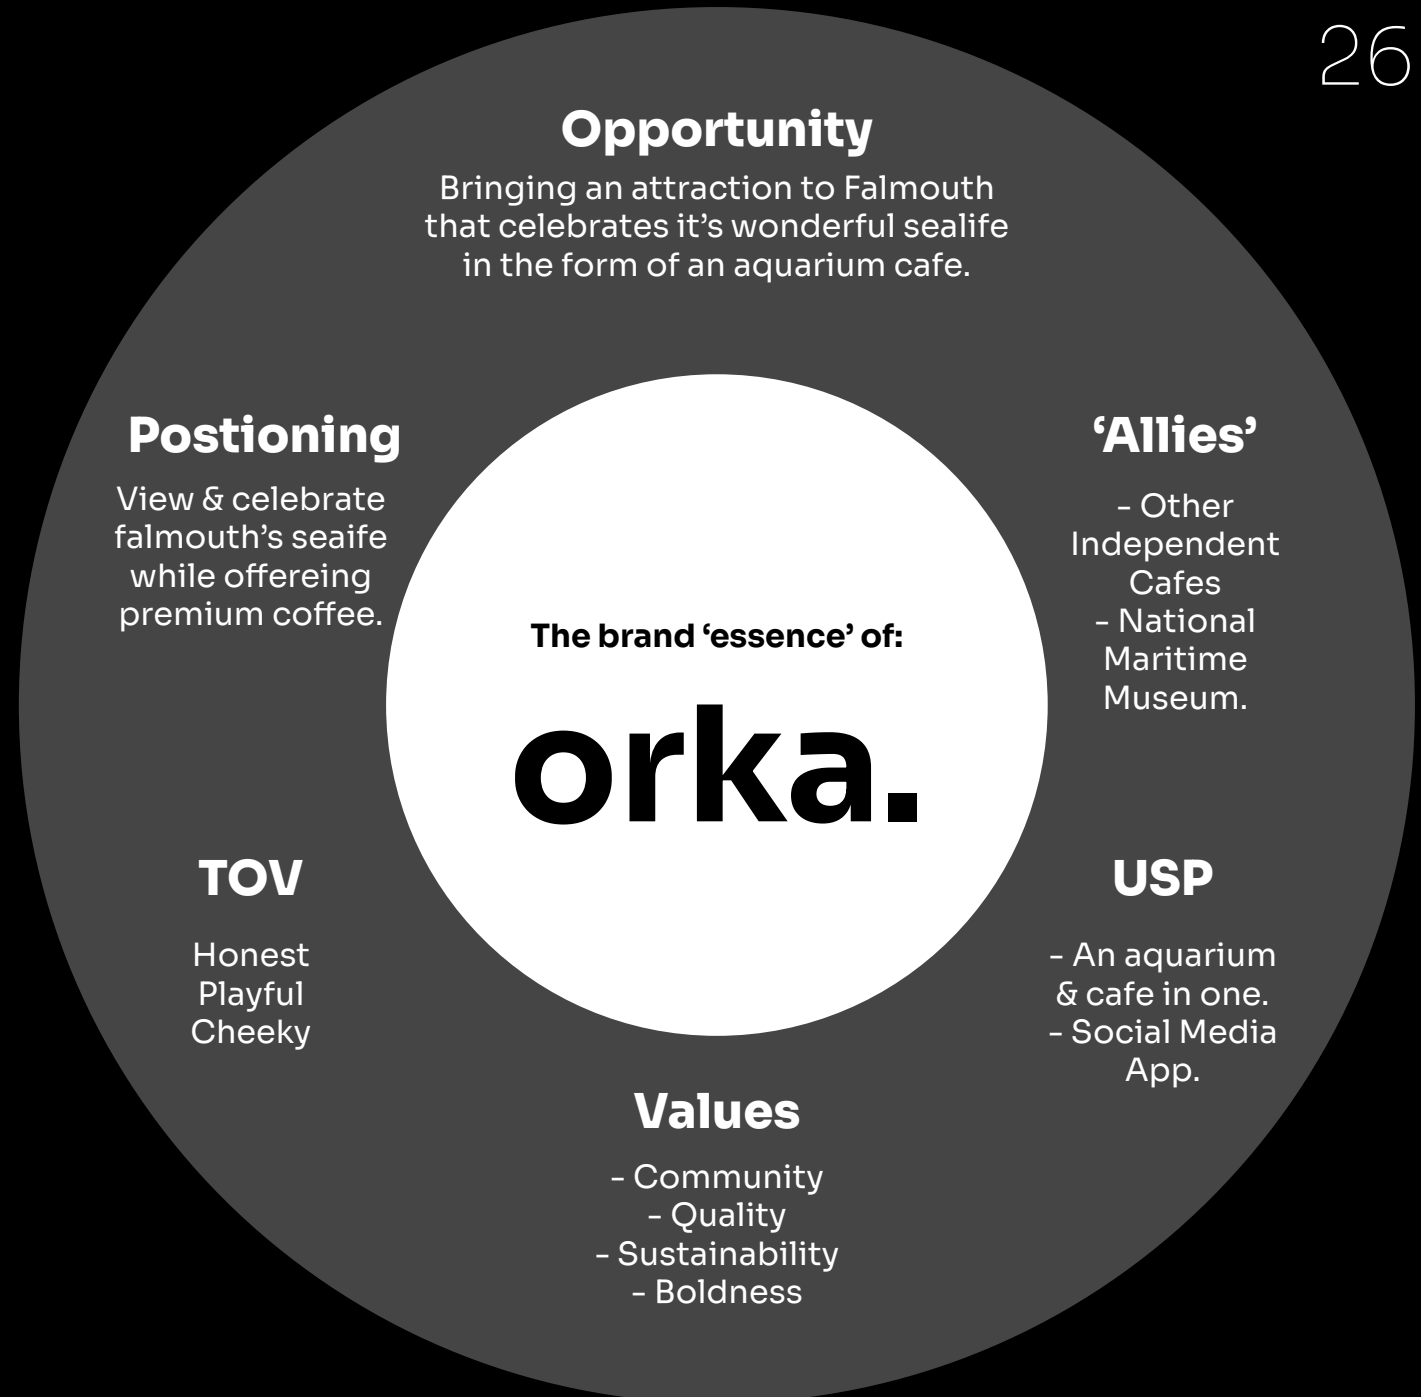 26
Opportunity
Bringing an attraction to Falmouth
that celebrates it’s wonderful sealife
in the form of an aquarium cafe.
Postioning
View & celebrate
falmouth’s seaife
while offereing
premium coffee.
‘Allies’
- Other
Independent
Cafes
- National
Maritime
Museum.
The brand ‘essence’ of:
orka.
TOV
Honest
Playful
Cheeky
USP
- An aquarium
& cafe in one.
- Social Media
App.
Values
- Community
- Quality
- Sustainability
- Boldness